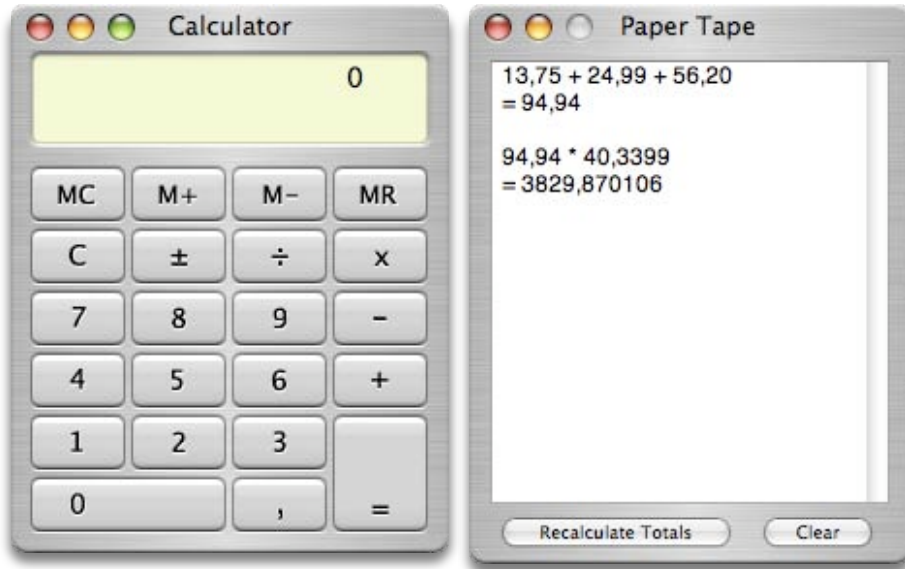 Calculator
0
MC M+ M- MR
C ± ÷ x
7 8 9 -
4 5 6 +
1 2 3
0 , =
Paper Tape
13,75 + 24,99 + 56,20
= 94,94
94,94 * 40,3399
= 3829,870106
Recalculate Totals Clear